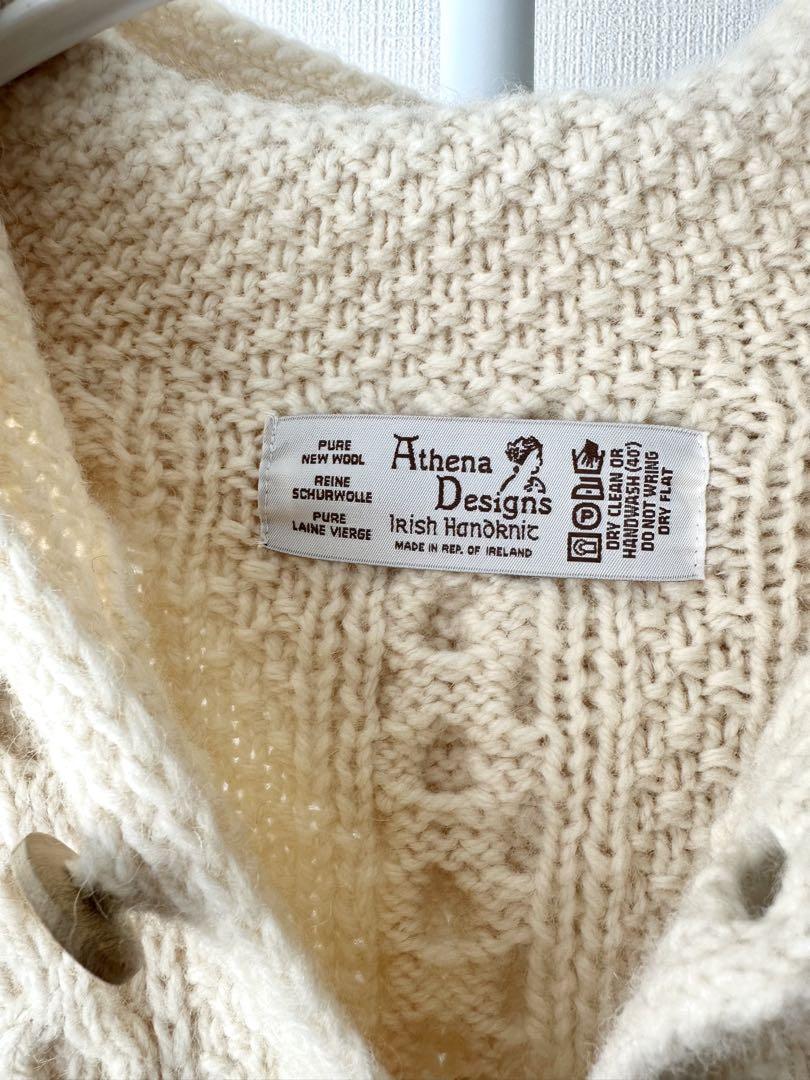 PURE
NEW WOOL
REINE
SCHURWOLLE
PURE
LAINE VIERGE
Athena
Designs
Irish Handknit
MADE IN REP. OF IRELAND
DRY CLEAN OR
HANDWASH (40°)
DO NOT WRING
DRY FLAT